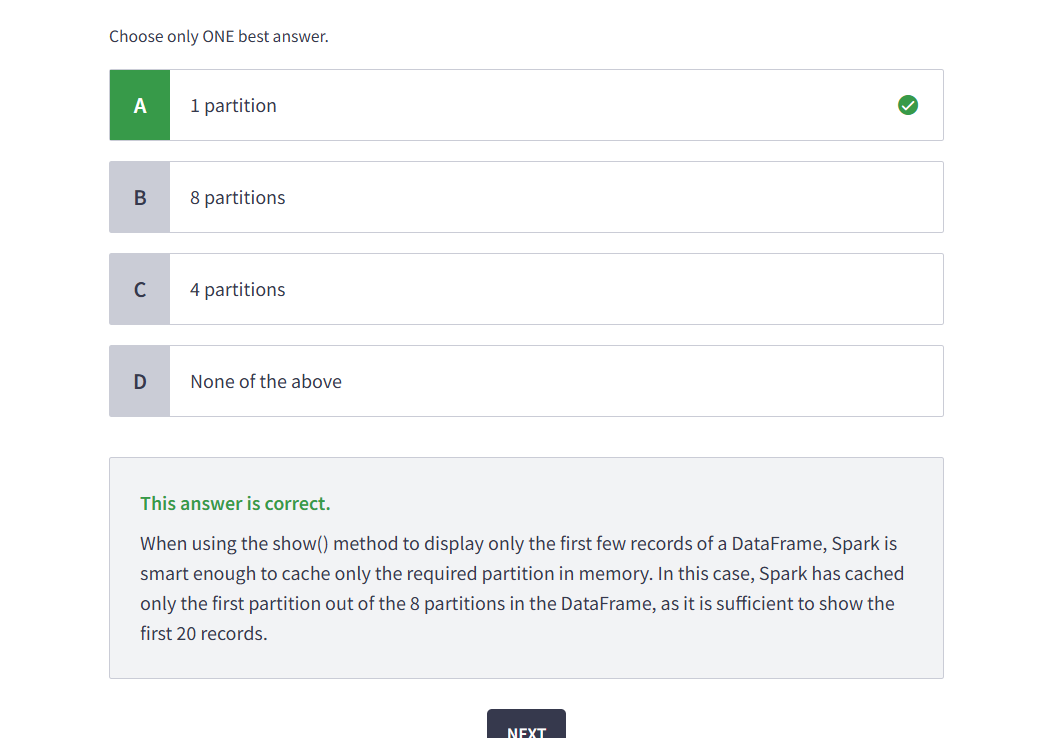 Choose only ONE best answer.
A
1 partition
B
8 partitions
C
4 partitions
D
None of the above
This answer is correct.
When using the show() method to display only the first few records of a DataFrame, Spark is
smart enough to cache only the required partition in memory. In this case, Spark has cached
only the first partition out of the 8 partitions in the DataFrame, as it is sufficient to show the
first 20 records.
NEXT